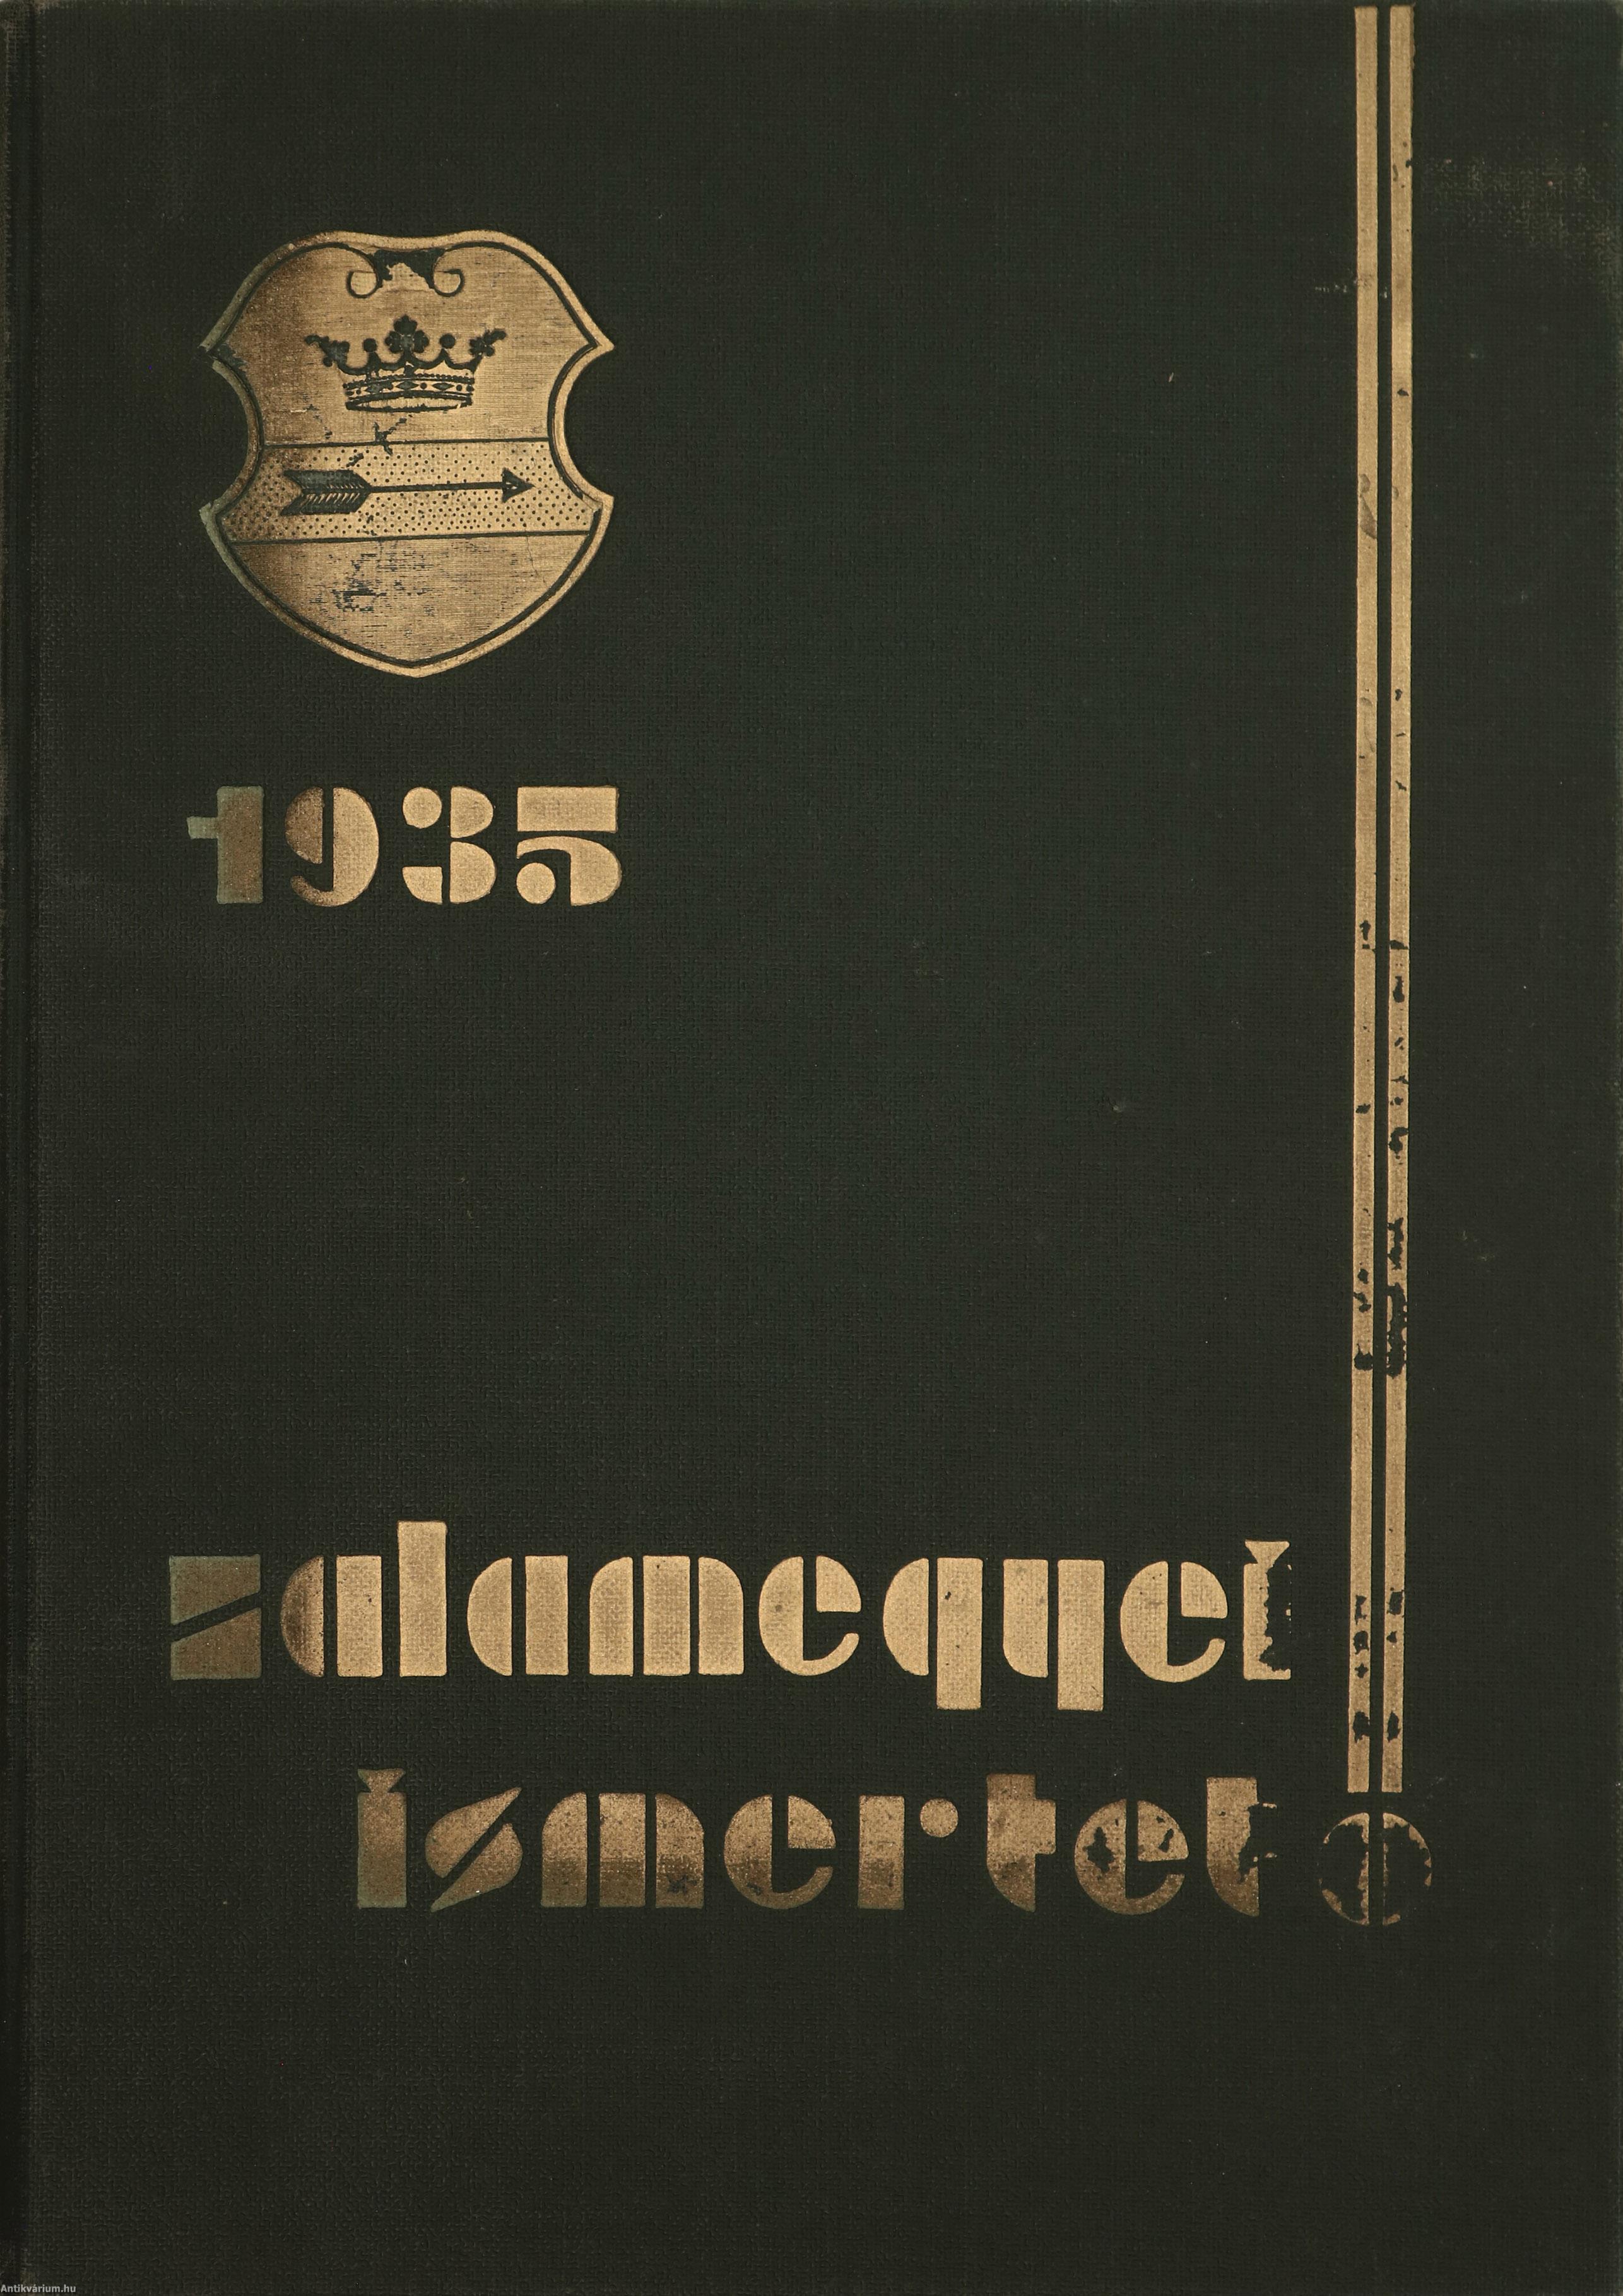 1935
zalamegyei
ismertető
Antikvárium.hu